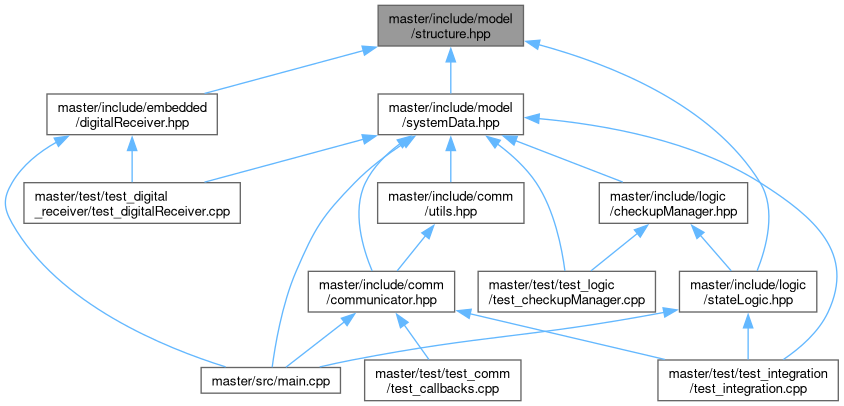 master/include/model
/structure.hpp
master/include/embedded
/digitalReceiver.hpp
master/include/model
/systemData.hpp
master/test/test_digital
_receiver/test_digitalReceiver.cpp
master/include/comm
/utils.hpp
master/include/logic
/checkupManager.hpp
master/include/comm
/communicator.hpp
master/test/test_logic
/test_checkupManager.cpp
master/include/logic
/stateLogic.hpp
master/src/main.cpp
master/test/test_comm
/test_callbacks.cpp
master/test/test_integration
/test_integration.cpp